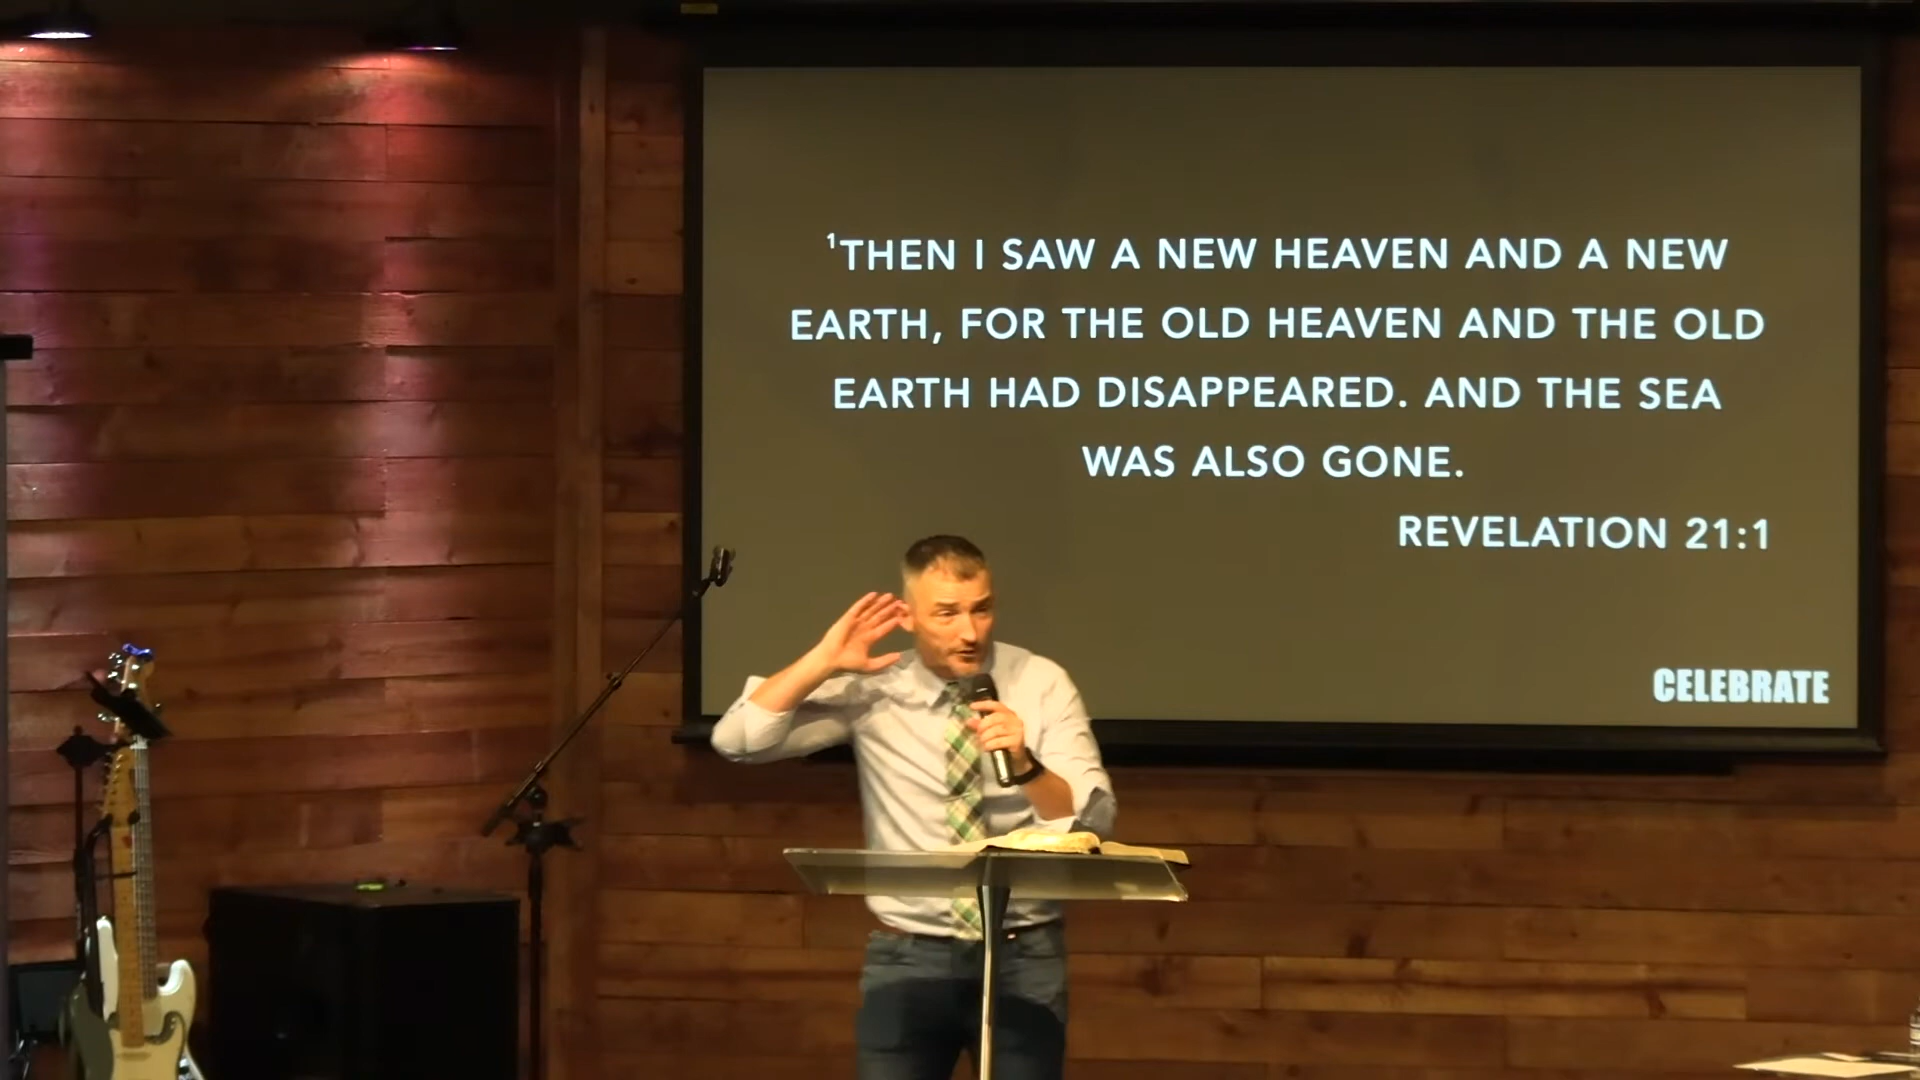 ¹THEN I SAW A NEW HEAVEN AND A NEW
EARTH, FOR THE OLD HEAVEN AND THE OLD
EARTH HAD DISAPPEARED. AND THE SEA
WAS ALSO GONE.
REVELATION 21:1
CELEBRATE